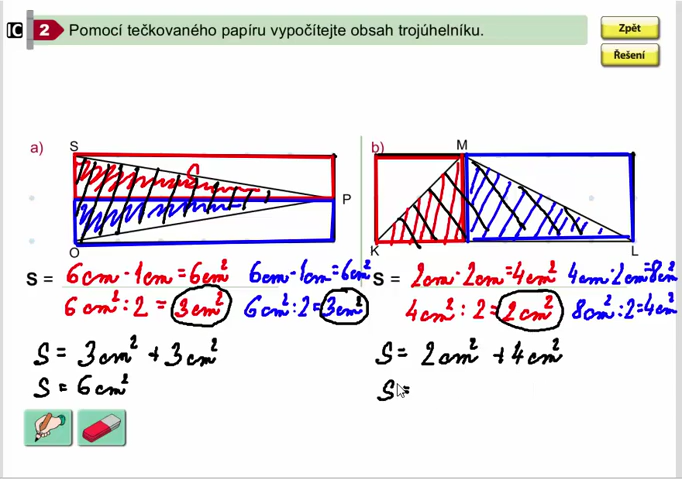 IC 2 Pomocí tečkovaného papíru vypočítejte obsah trojúhelníku.
Zpět
Řešení
a)
S
S
P
O
S = 6cm · 1cm = 6cm²
6cm² : 2 = 3cm²
6cm · 1cm = 6cm²
6cm² : 2 = 3cm²
S = 3cm² + 3cm²
S = 6cm²
b)
M
K
L
S = 2cm · 2cm = 4cm²
4cm² : 2 = 2cm²
4cm · 2cm = 8cm²
8cm² : 2 = 4cm²
S = 2cm² + 4cm²
S =